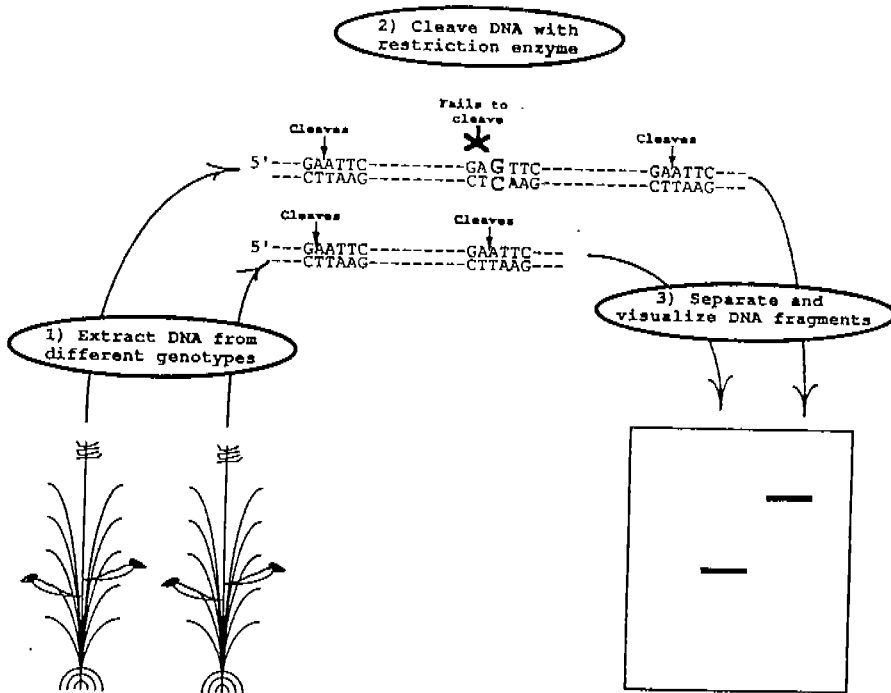 2) Cleave DNA with
restriction enzyme
Fails to
cleave
Cleaves
Cleaves
5' ---GAATTC---------GAGTTC------------GAATTC---
CTTAAG---------CTCAAG------------CTTAAG---
Cleaves
Cleaves
5' ---GAATTC---------GAATTC---
CTTAAG---------CTTAAG---
3) Separate and
visualize DNA fragments
1) Extract DNA from
different genotypes